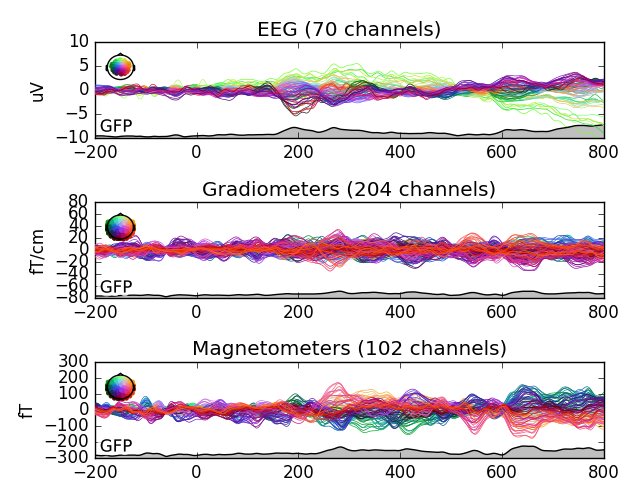 EEG (70 channels)
10
5
0
−5
−10
uV
GFP
−200 0 200 400 600 800
Gradiometers (204 channels)
80
60
40
20
0
−20
−40
−60
−80
fT/cm
GFP
−200 0 200 400 600 800
Magnetometers (102 channels)
300
200
100
0
−100
−200
−300
fT
GFP
−200 0 200 400 600 800